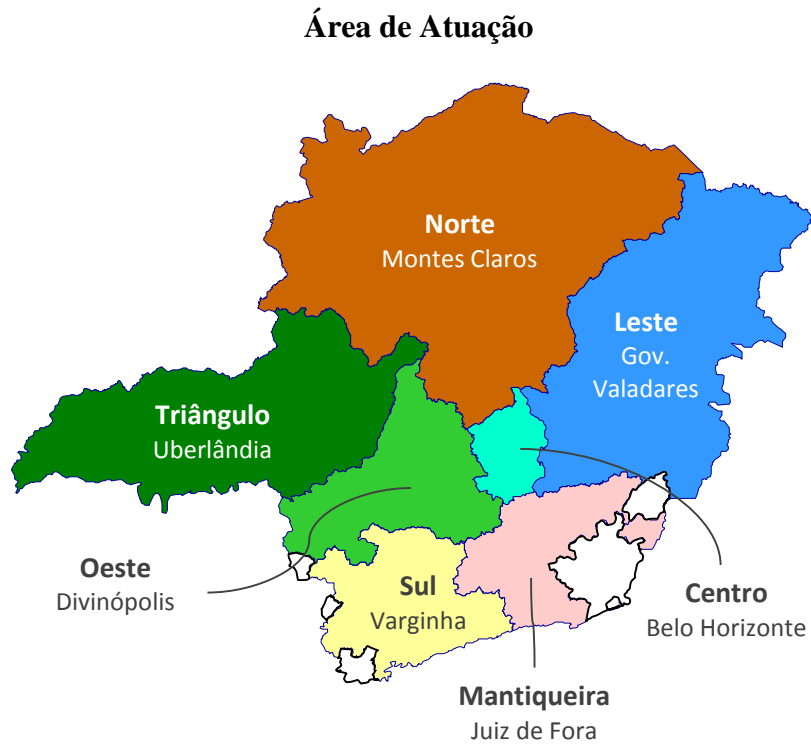 Área de Atuação
Norte
Montes Claros
Leste
Gov.
Valadares
Triângulo
Uberlândia
Oeste
Divinópolis
Sul
Varginha
Centro
Belo Horizonte
Mantiqueira
Juiz de Fora